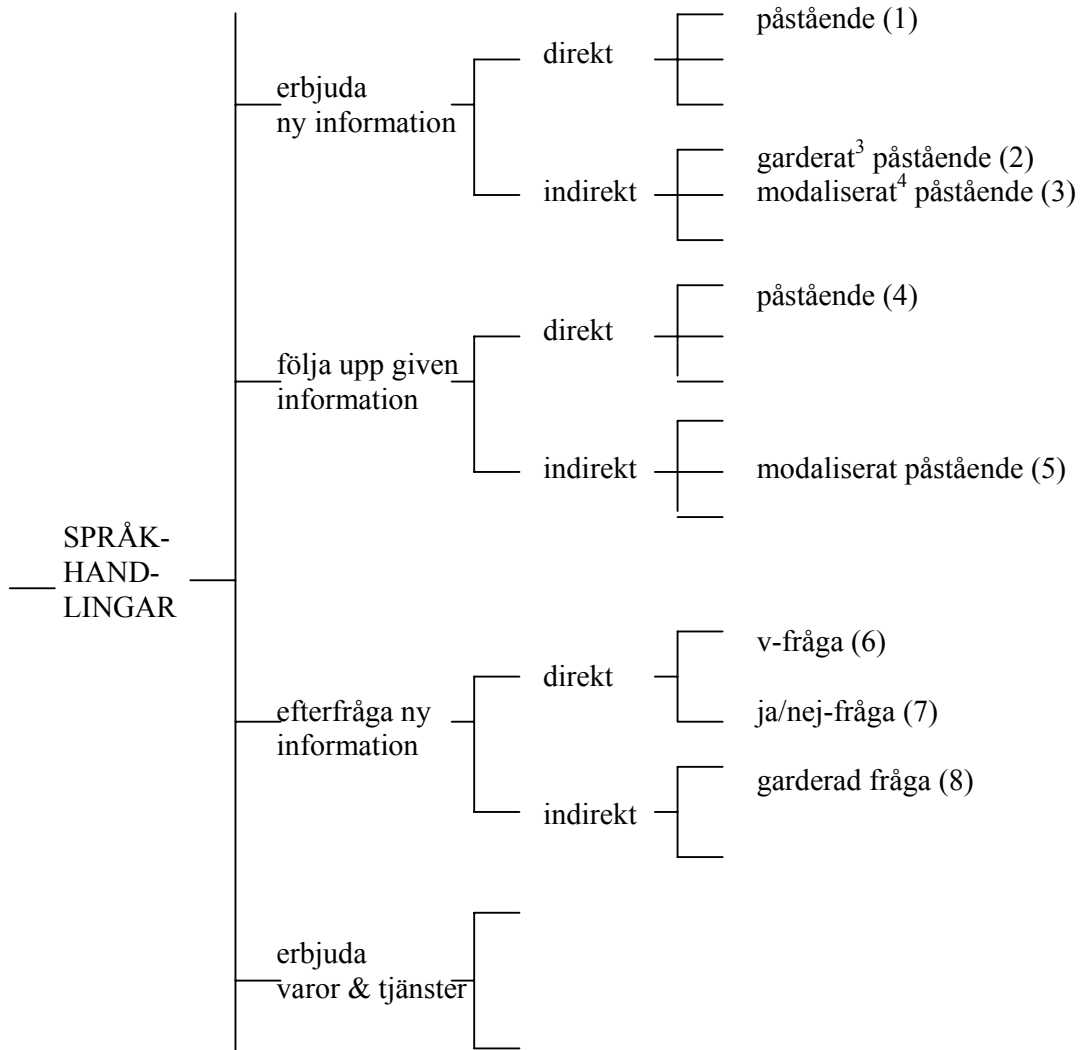 påstående (1)
direkt
erbjuda
ny information
garderat³ påstående (2)
indirekt
modaliserat⁴ påstående (3)
påstående (4)
direkt
följa upp given
information
indirekt
modaliserat påstående (5)
SPRÅK-
HAND-
LINGAR
v-fråga (6)
direkt
efterfråga ny
information
ja/nej-fråga (7)
garderad fråga (8)
indirekt
erbjuda
varor & tjänster